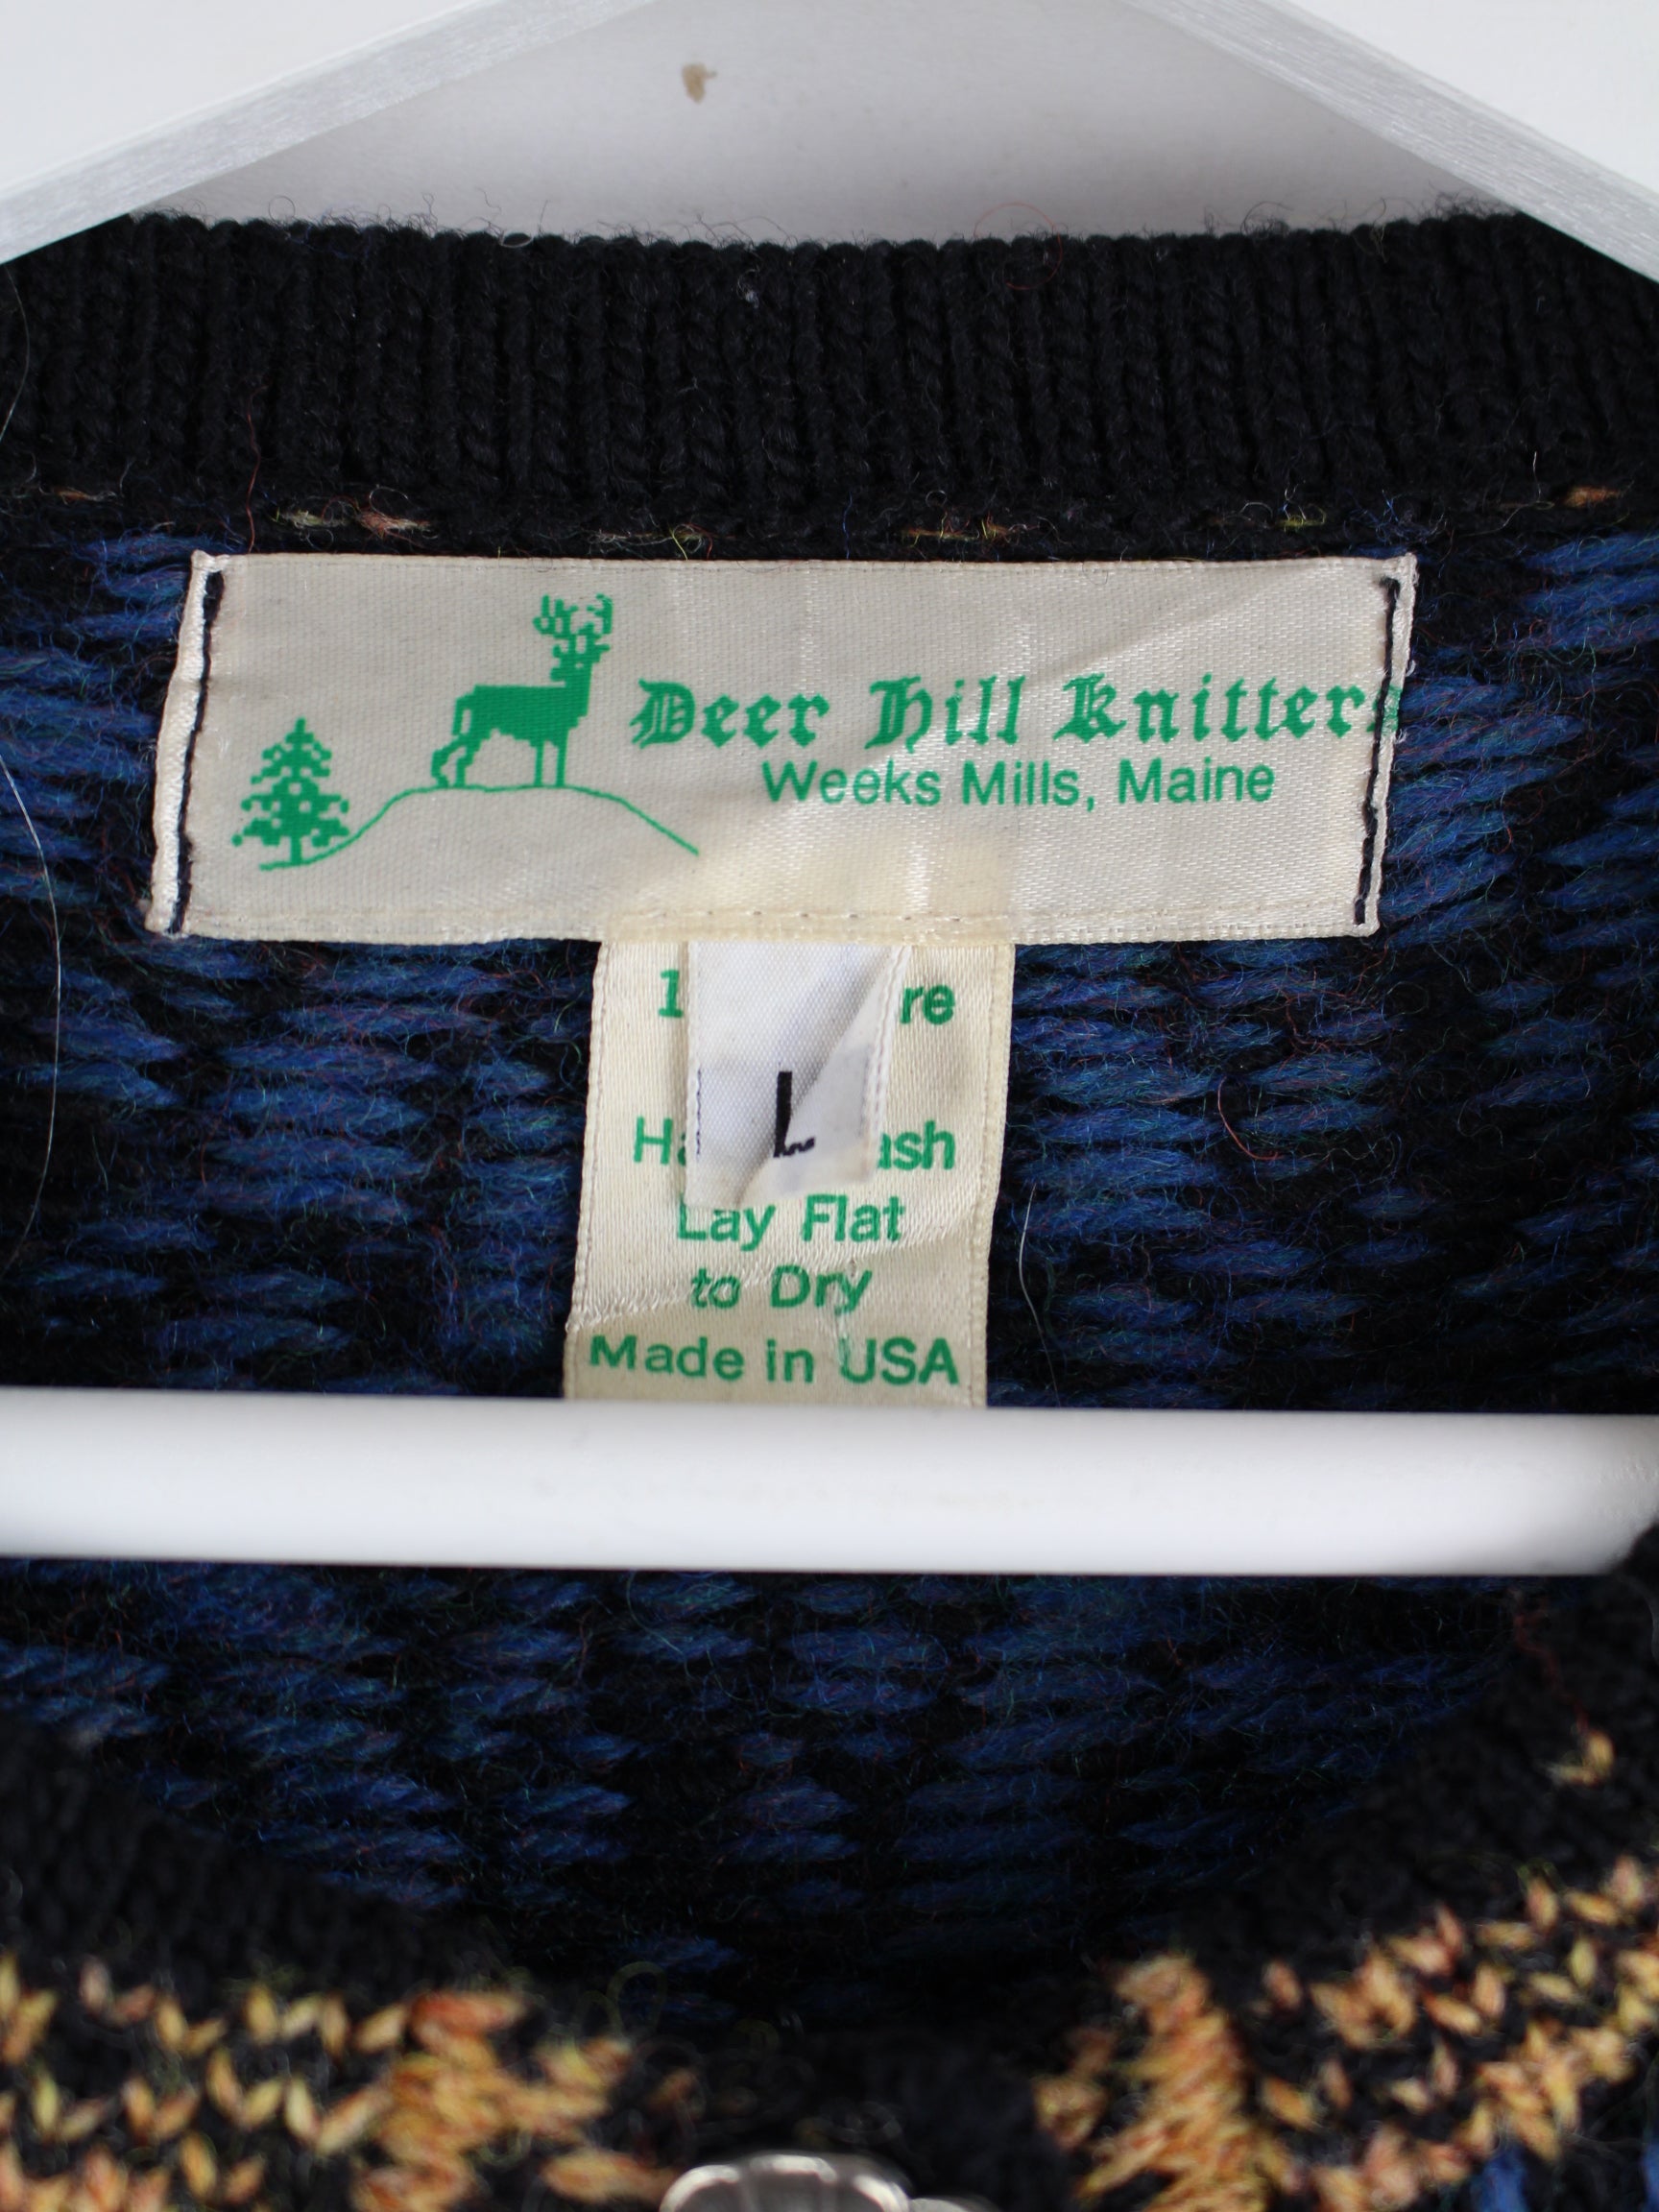 Deer Hill Knitters
Weeks Mills, Maine
L
Lay Flat
to Dry
Made in USA